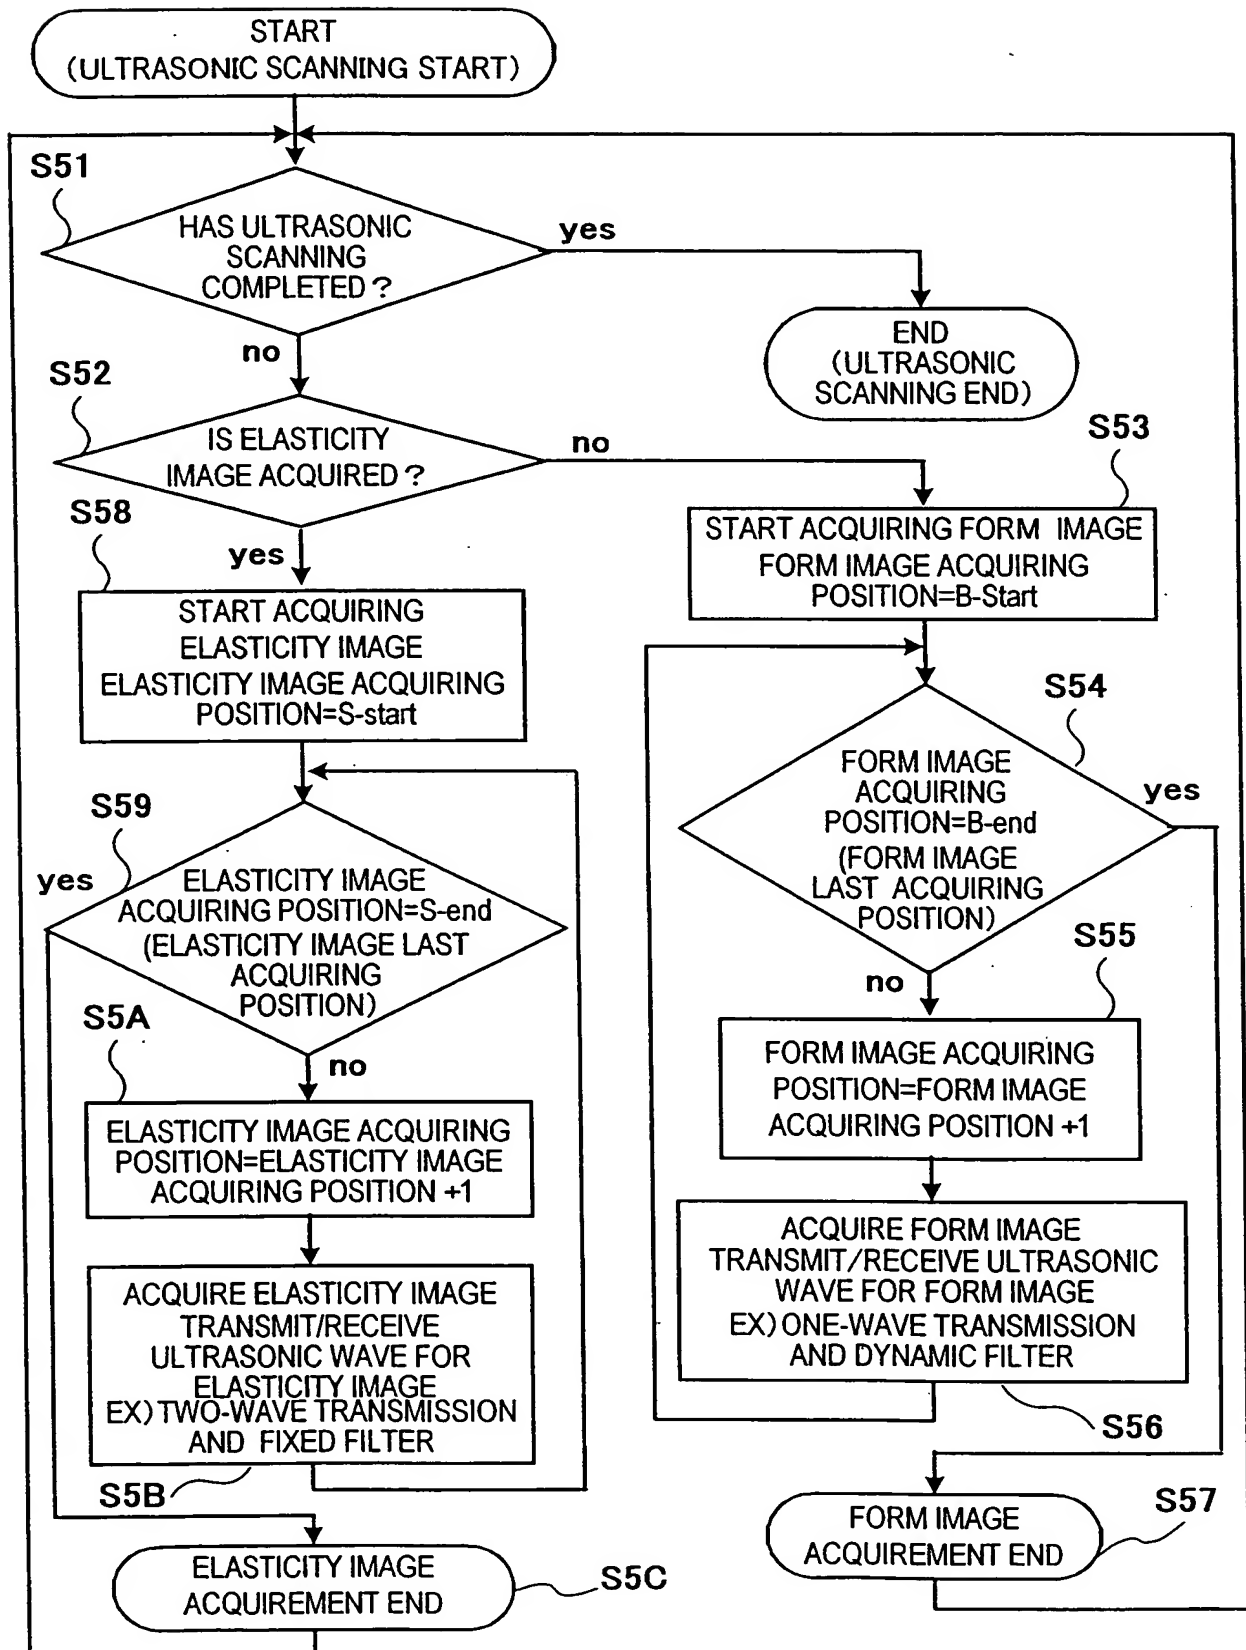 START
(ULTRASONIC SCANNING START)
S51
HAS ULTRASONIC
SCANNING
COMPLETED ?
yes
no
END
(ULTRASONIC
SCANNING END)
S52
IS ELASTICITY
IMAGE ACQUIRED ?
no
yes
S53
START ACQUIRING FORM IMAGE
FORM IMAGE ACQUIRING
POSITION=B-Start
S58
START ACQUIRING
ELASTICITY IMAGE
ELASTICITY IMAGE ACQUIRING
POSITION=S-start
S54
FORM IMAGE
ACQUIRING
POSITION=B-end
(FORM IMAGE
LAST ACQUIRING
POSITION)
yes
no
S59
yes
ELASTICITY IMAGE
ACQUIRING POSITION=S-end
(ELASTICITY IMAGE LAST
ACQUIRING
POSITION)
no
S55
FORM IMAGE ACQUIRING
POSITION=FORM IMAGE
ACQUIRING POSITION +1
S5A
ELASTICITY IMAGE ACQUIRING
POSITION=ELASTICITY IMAGE
ACQUIRING POSITION +1
ACQUIRE FORM IMAGE
TRANSMIT/RECEIVE ULTRASONIC
WAVE FOR FORM IMAGE
EX) ONE-WAVE TRANSMISSION
AND DYNAMIC FILTER
S56
ACQUIRE ELASTICITY IMAGE
TRANSMIT/RECEIVE
ULTRASONIC WAVE FOR
ELASTICITY IMAGE
EX) TWO-WAVE TRANSMISSION
AND FIXED FILTER
S5B
FORM IMAGE
ACQUIREMENT END
S57
ELASTICITY IMAGE
ACQUIREMENT END
S5C